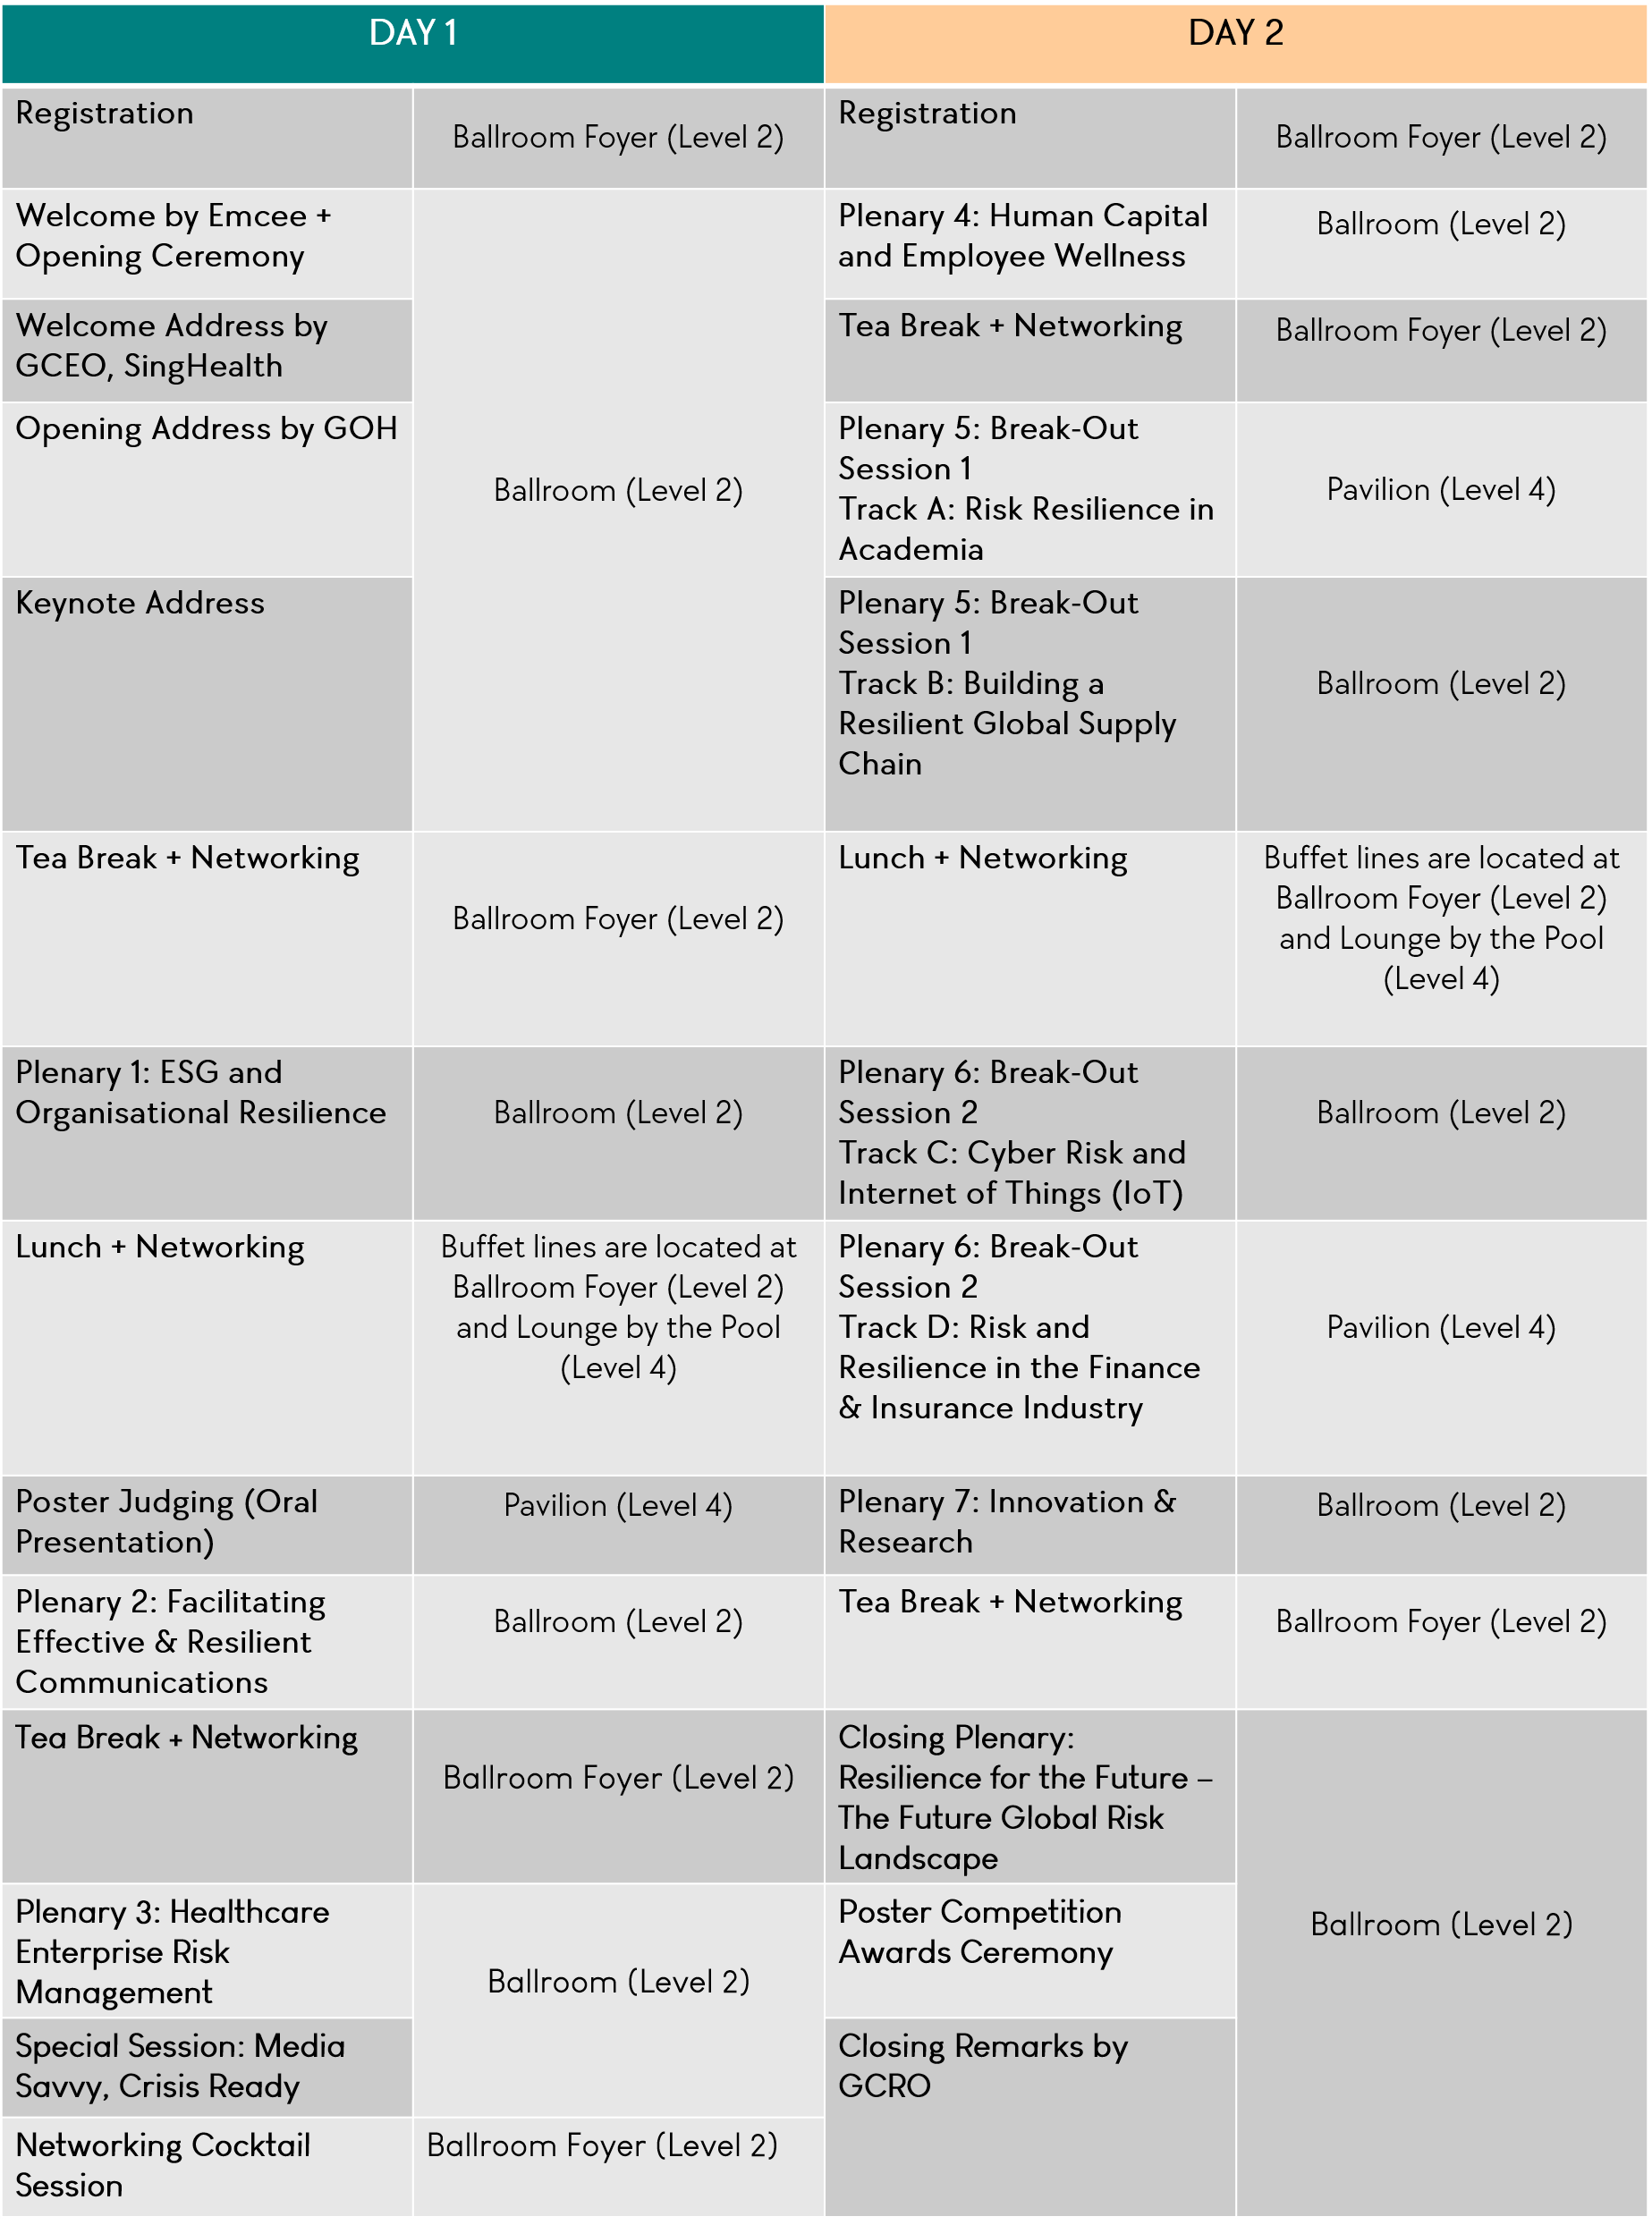 DAY 1
DAY 2
Registration
Ballroom Foyer (Level 2)
Registration
Ballroom Foyer (Level 2)
Welcome by Emcee +
Opening Ceremony
Ballroom (Level 2)
Plenary 4: Human Capital
and Employee Wellness
Ballroom (Level 2)
Welcome Address by
GCEO, SingHealth
Tea Break + Networking
Ballroom Foyer (Level 2)
Opening Address by GOH
Plenary 5: Break-Out
Session 1
Track A: Risk Resilience in
Academia
Pavilion (Level 4)
Keynote Address
Plenary 5: Break-Out
Session 1
Track B: Building a
Resilient Global Supply
Chain
Ballroom (Level 2)
Tea Break + Networking
Ballroom Foyer (Level 2)
Lunch + Networking
Buffet lines are located at
Ballroom Foyer (Level 2)
and Lounge by the Pool
(Level 4)
Plenary 1: ESG and
Organisational Resilience
Ballroom (Level 2)
Plenary 6: Break-Out
Session 2
Track C: Cyber Risk and
Internet of Things (IoT)
Ballroom (Level 2)
Lunch + Networking
Buffet lines are located at
Ballroom Foyer (Level 2)
and Lounge by the Pool
(Level 4)
Plenary 6: Break-Out
Session 2
Track D: Risk and
Resilience in the Finance
& Insurance Industry
Pavilion (Level 4)
Poster Judging (Oral
Presentation)
Pavilion (Level 4)
Plenary 7: Innovation &
Research
Ballroom (Level 2)
Plenary 2: Facilitating
Effective & Resilient
Communications
Ballroom (Level 2)
Tea Break + Networking
Ballroom Foyer (Level 2)
Tea Break + Networking
Ballroom Foyer (Level 2)
Closing Plenary:
Resilience for the Future –
The Future Global Risk
Landscape
Ballroom (Level 2)
Plenary 3: Healthcare
Enterprise Risk
Management
Ballroom (Level 2)
Poster Competition
Awards Ceremony
Special Session: Media
Savvy, Crisis Ready
Closing Remarks by
GCRO
Networking Cocktail
Session
Ballroom Foyer (Level 2)